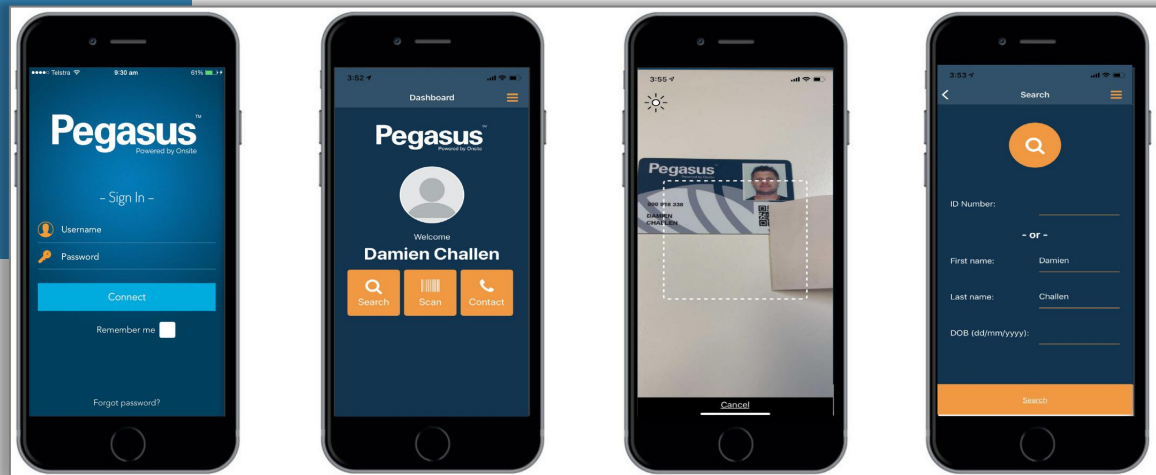 ●●●●○ Telstra 9:30 am 61%
Pegasus™
Powered by Onsite
– Sign In –
Username
Password
Connect
Remember me
Forgot password?
3:52
Dashboard
Pegasus™
Powered by Onsite
Welcome
Damien Challen
Search Scan Contact
3:55
Pegasus
DAMIEN
CHALLEN
Cancel
3:53
Search
ID Number:
- or -
First name: Damien
Last name: Challen
DOB (dd/mm/yyyy):
Search